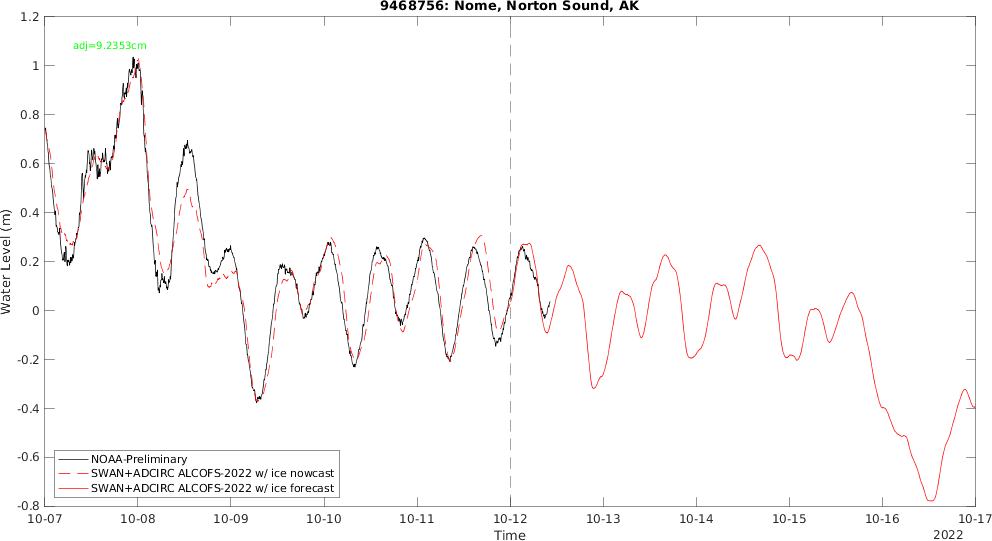 9468756: Nome, Norton Sound, AK
adj=9.2353cm
1.2
1
0.8
0.6
0.4
0.2
0
-0.2
-0.4
-0.6
-0.8
Water Level (m)
NOAA-Preliminary
SWAN+ADCIRC ALCOFS-2022 w/ ice nowcast
SWAN+ADCIRC ALCOFS-2022 w/ ice forecast
10-07 10-08 10-09 10-10 10-11 10-12 10-13 10-14 10-15 10-16 10-17
Time
2022